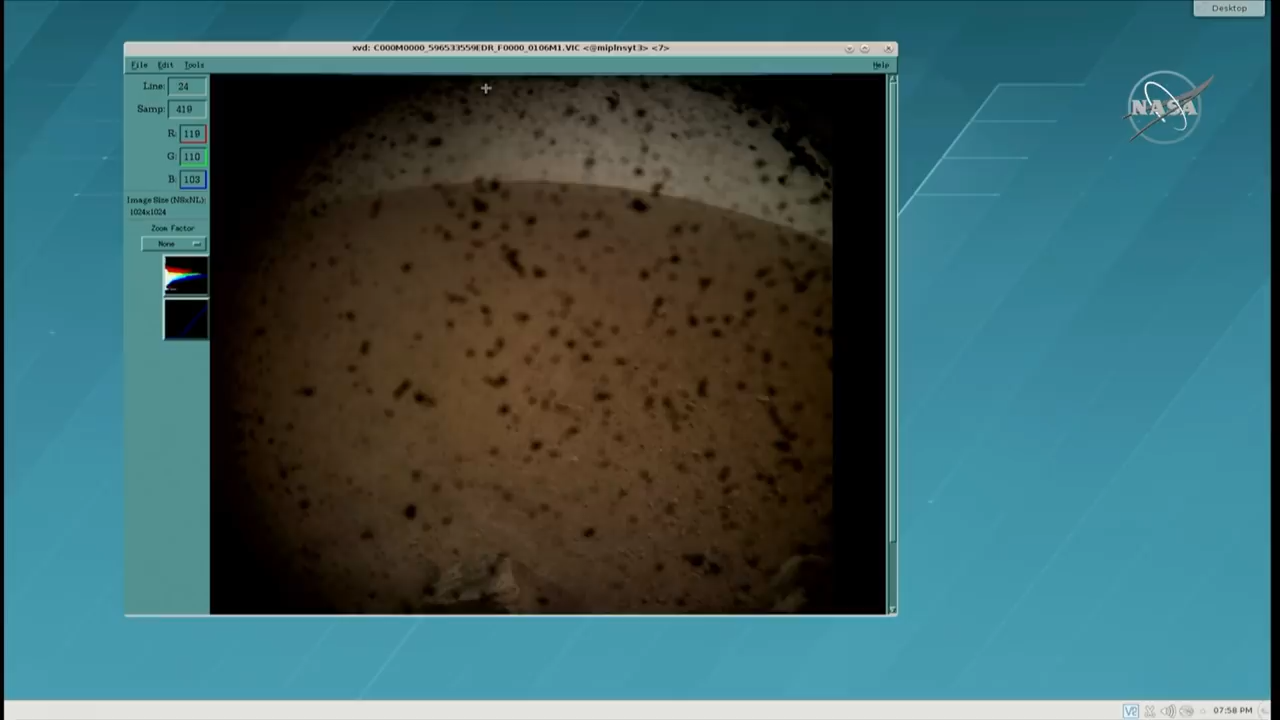 Desktop
xvd: C000M0000_596533559EDR_F0000_0106M1.VIC <@miplnsyt3> <7>
File Edit Tools Help
Line: 24
Samp: 419
R: 119
G: 110
B: 103
Image Size (NSxNL):
1024x1024
Zoom Factor
None
NASA
07:58 PM